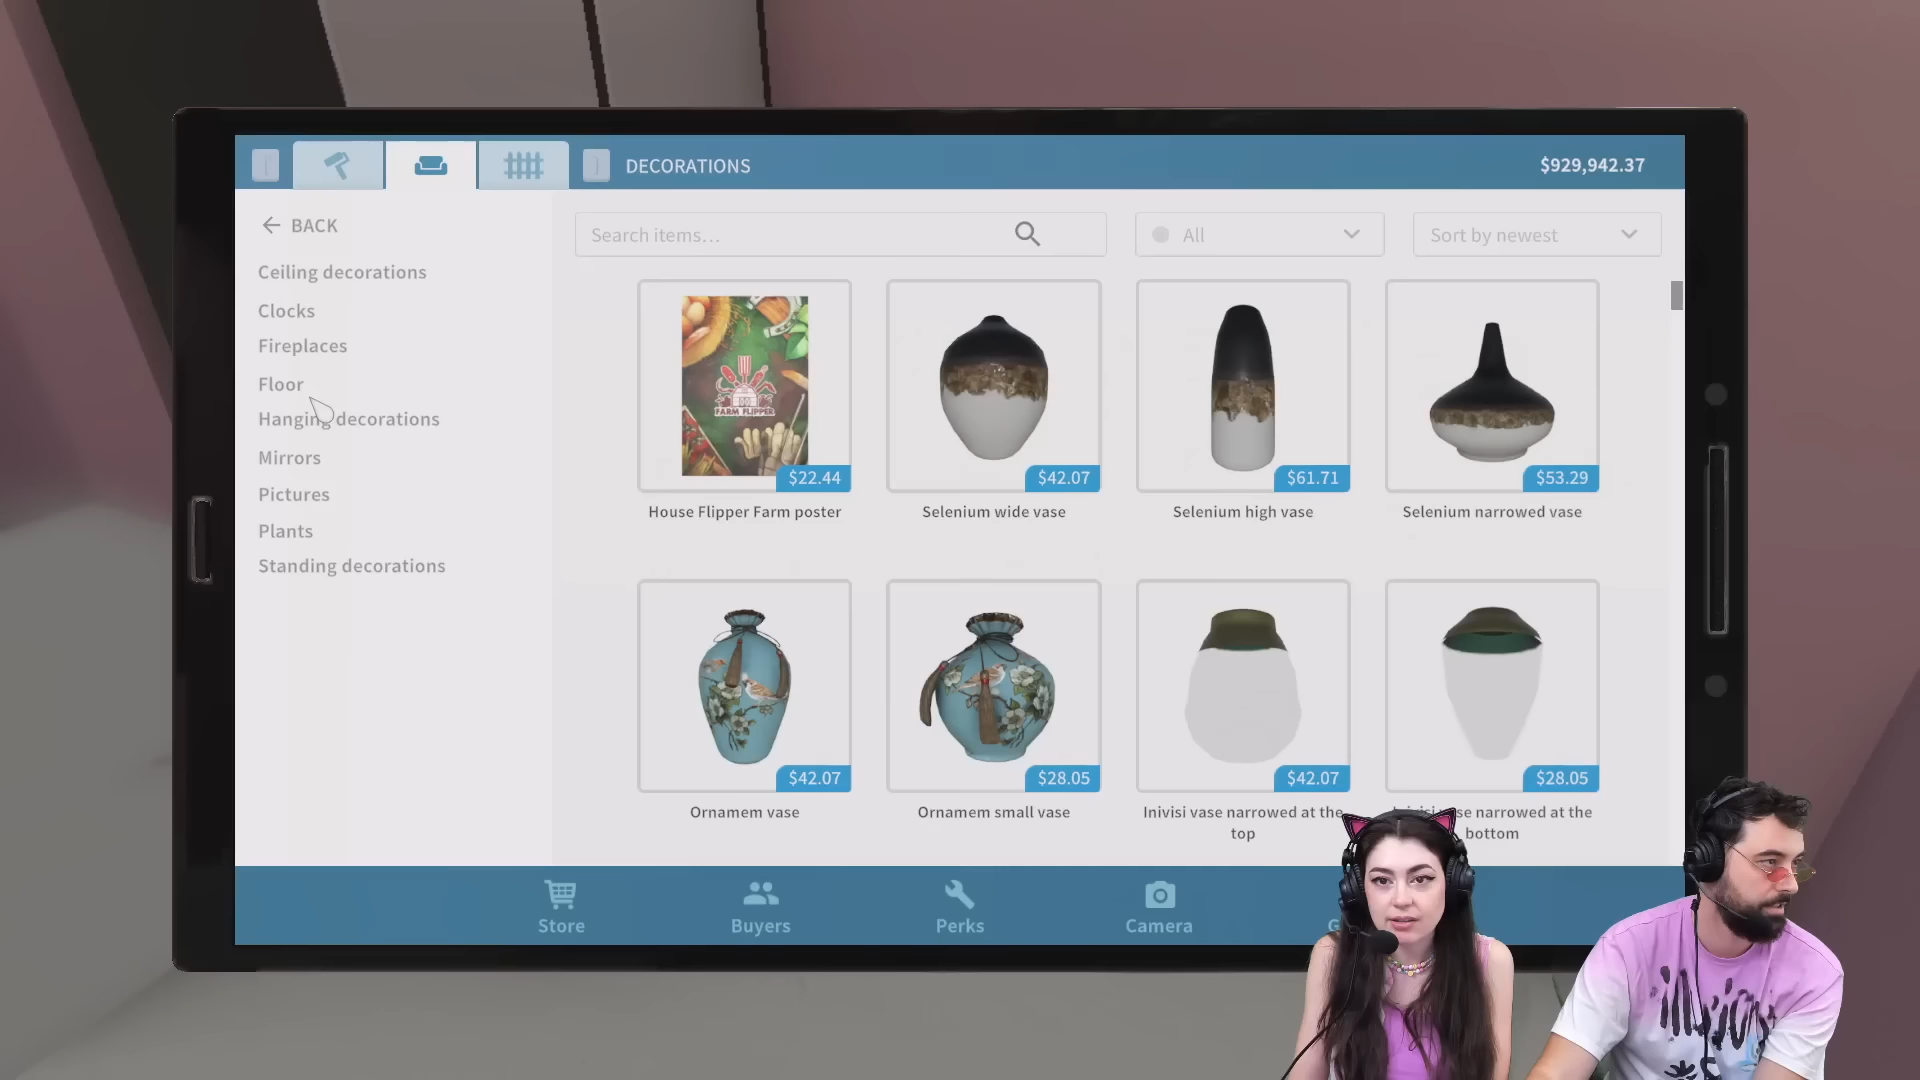 DECORATIONS
$929,942.37
BACK
Search items...
All
Sort by newest
Ceiling decorations
Clocks
Fireplaces
Floor
Hanging decorations
Mirrors
Pictures
Plants
Standing decorations
FARM FLIPPER
$22.44
$42.07
$61.71
$53.29
House Flipper Farm poster
Selenium wide vase
Selenium high vase
Selenium narrowed vase
$42.07
$28.05
$42.07
$28.05
Ornamem vase
Ornamem small vase
Inivisi vase narrowed at the
top
narrowed at the
bottom
Store
Buyers
Perks
Camera